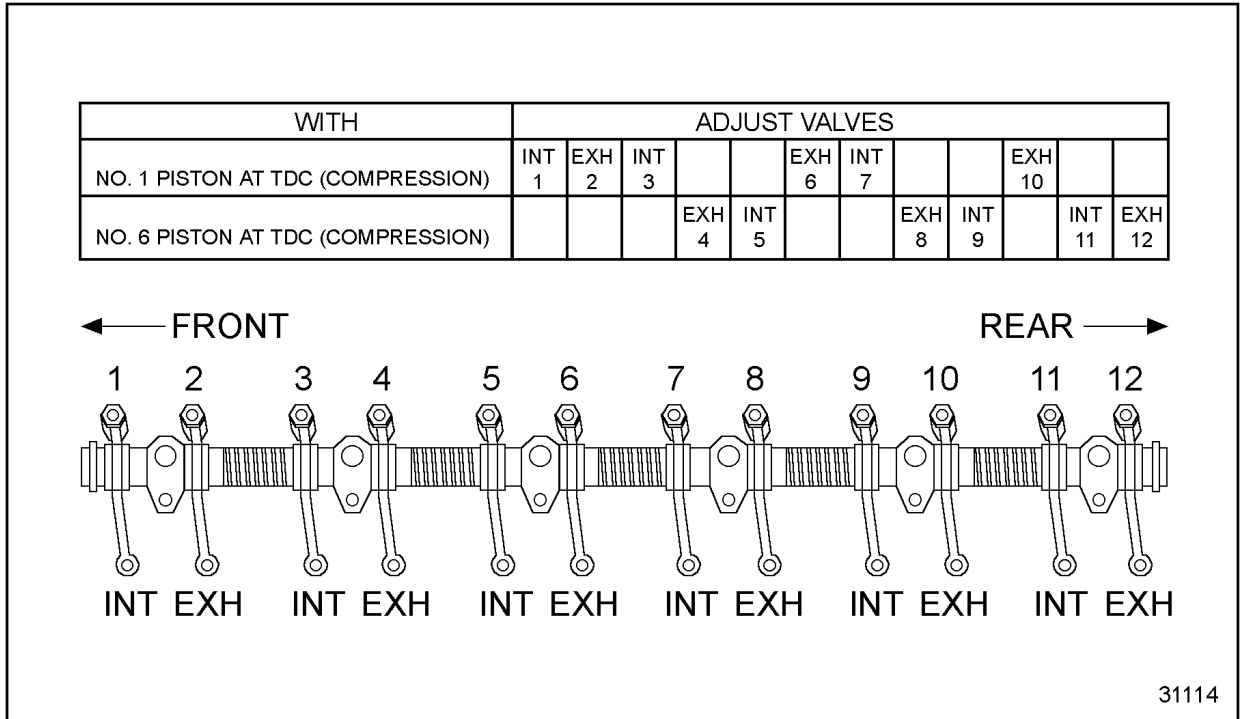 WITH ADJUST VALVES
NO. 1 PISTON AT TDC (COMPRESSION) INT 1 EXH 2 INT 3 EXH 6 INT 7 EXH 10
NO. 6 PISTON AT TDC (COMPRESSION) EXH 4 INT 5 EXH 8 INT 9 INT 11 EXH 12
FRONT REAR
1 2 3 4 5 6 7 8 9 10 11 12
INT EXH INT EXH INT EXH INT EXH INT EXH INT EXH
31114